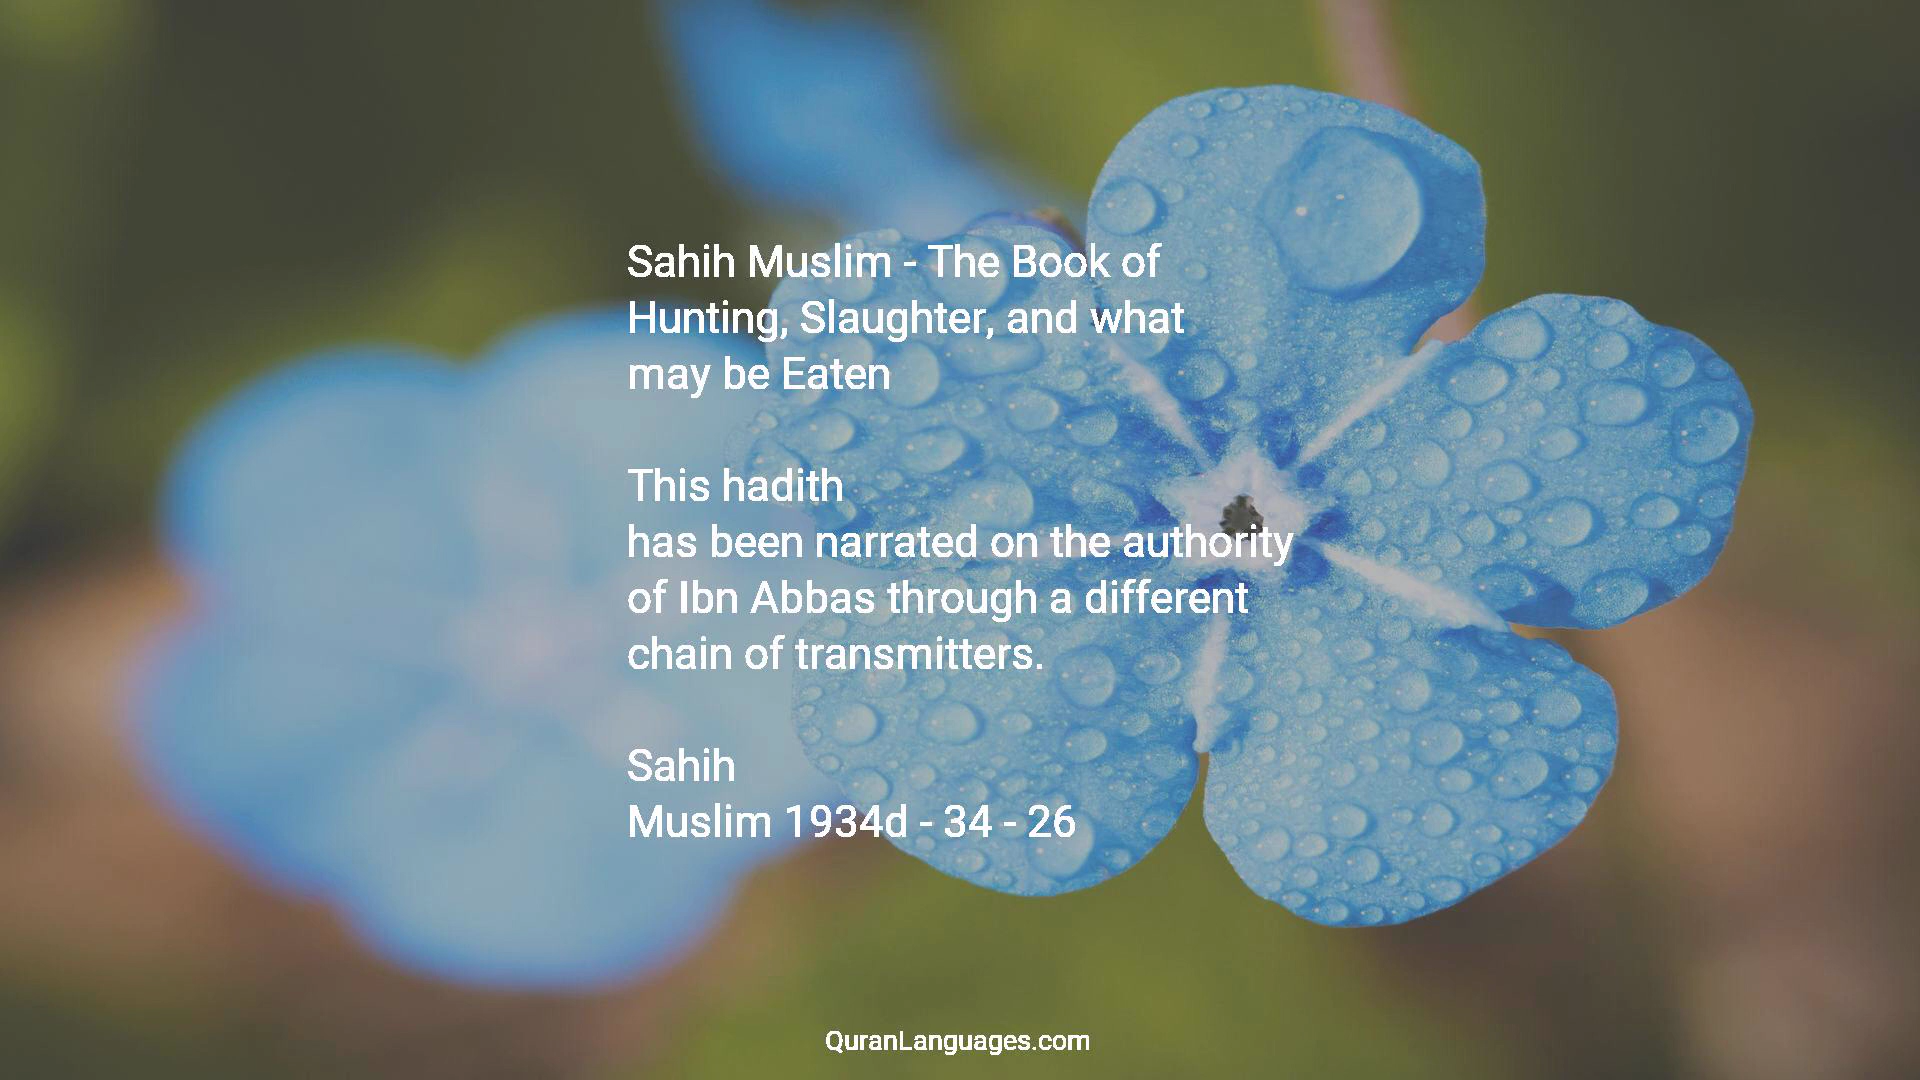 Sahih Muslim - The Book of
Hunting, Slaughter, and what
may be Eaten
This hadith
has been narrated on the authority
of Ibn Abbas through a different
chain of transmitters.
Sahih
Muslim 1934d - 34 - 26
QuranLanguages.com